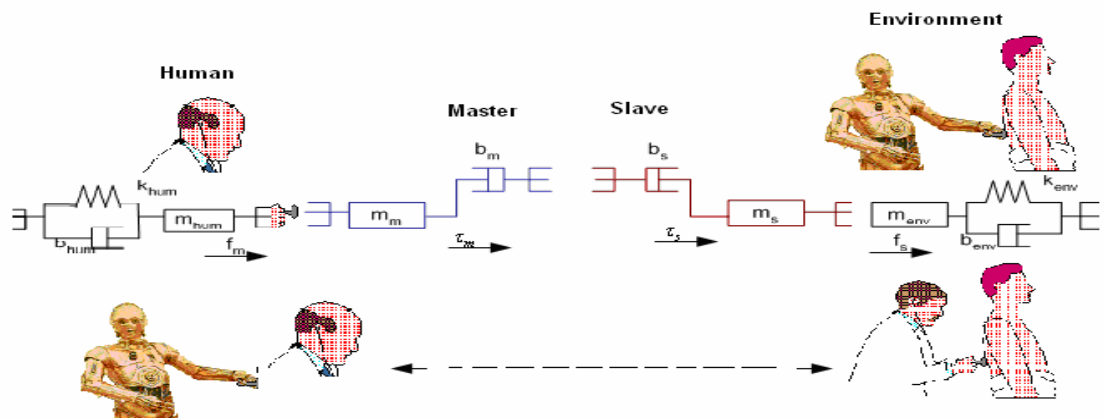 Environment
Human
Master
Slave
b_m
b_s
k_hum
k_env
m_hum
m_m
m_s
m_env
b_hum
f_m
τ_m
τ_s
f_s
b_env